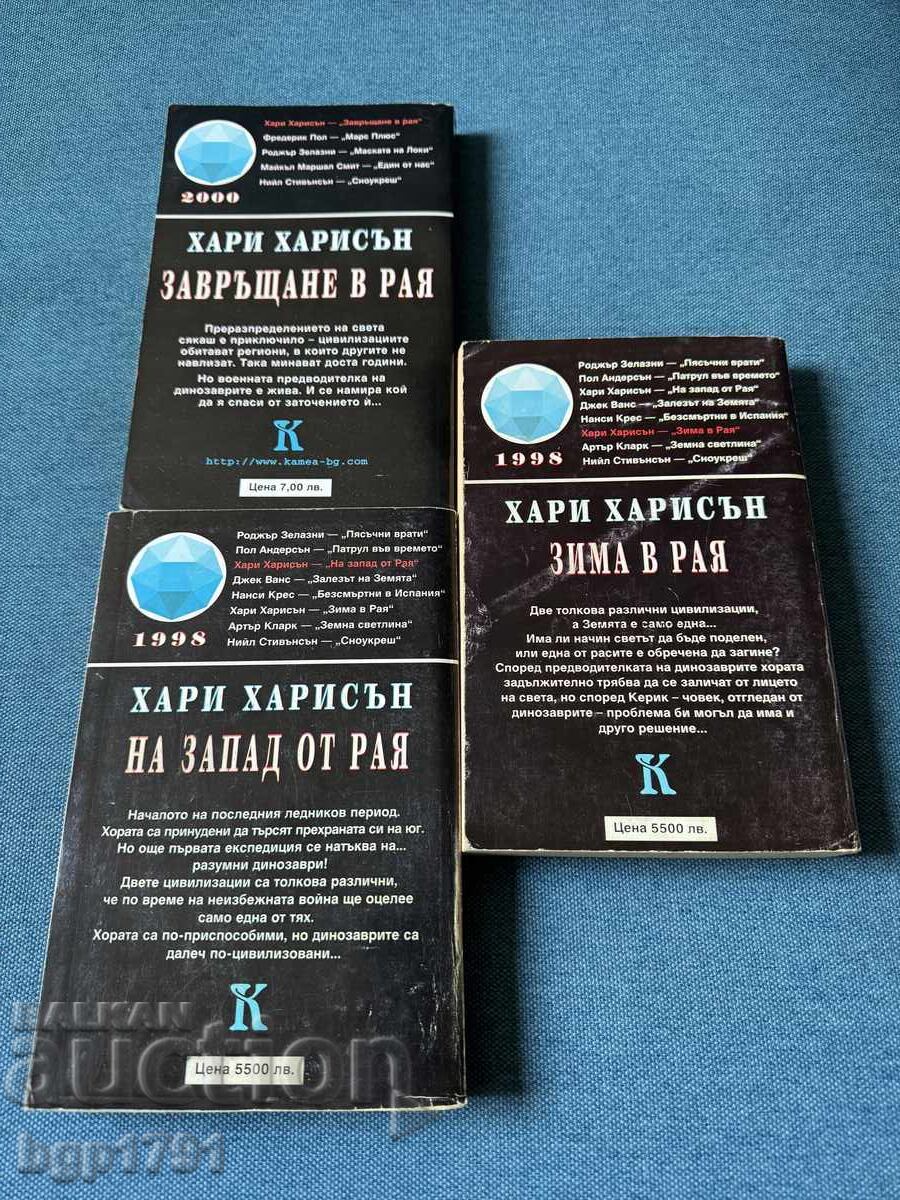 Хари Харисън — „Завръщане в рая“
Фредерик Пол — „Марс Плюс“
Роджър Зелазни — „Маската на Локи“
Майкъл Маршал Смит — „Един от нас“
Нийл Стивънсън — „Сноукреш“
2000
ХАРИ ХАРИСЪН
ЗАВРЪЩАНЕ В РАЯ
Преразпределението на света
сякаш е приключило – цивилизациите
обитават региони, в които другите не
навлизат. Така минават доста години.
Но военната предводителка на
динозаврите е жива. И се намира кой
да я спаси от заточението ѝ...
K
http://www.kamea-bg.com
Цена 7,00 лв.
Роджър Зелазни — „Пясъчни врати“
Пол Андерсън — „Патрул във времето“
Хари Харисън — „На запад от Рая“
Джек Ванс — „Залезът на Земята“
Нанси Крес — „Безсмъртни в Испания“
Хари Харисън — „Зима в Рая“
Артър Кларк — „Земна светлина“
Нийл Стивънсън — „Сноукреш“
1998
ХАРИ ХАРИСЪН
ЗИМА В РАЯ
Две толкова различни цивилизации,
а Земята е само една...
Има ли начин светът да бъде поделен,
или една от расите е обречена да загине?
Според предводителката на динозаврите хората
задължително трябва да се заличат от лицето
на света, но според Керик – човек, отгледан от
динозаврите – проблема би могъл да има и
друго решение...
K
Цена 5500 лв.
Роджър Зелазни — „Пясъчни врати“
Пол Андерсън — „Патрул във времето“
Хари Харисън — „На запад от Рая“
Джек Ванс — „Залезът на Земята“
Нанси Крес — „Безсмъртни в Испания“
Хари Харисън — „Зима в Рая“
Артър Кларк — „Земна светлина“
Нийл Стивънсън — „Сноукреш“
1998
ХАРИ ХАРИСЪН
НА ЗАПАД ОТ РАЯ
Началото на последния ледников период.
Хората са принудени да търсят прехраната си на юг.
Но още първата експедиция се натъква на...
разумни динозаври!
Двете цивилизации са толкова различни,
че по време на неизбежната война ще оцелее
само една от тях.
Хората са по-приспособими, но динозаврите са
далеч по-цивилизовани...
K
Цена 5500 лв.
BALKAN
auction
bgp1791